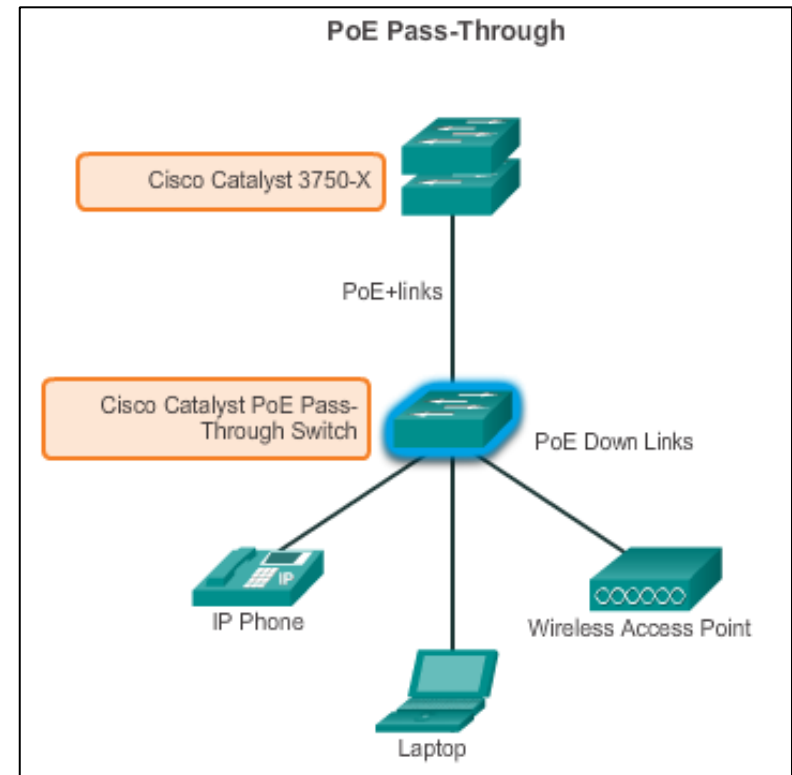 PoE Pass-Through
Cisco Catalyst 3750-X
PoE+links
Cisco Catalyst PoE Pass-
Through Switch
PoE Down Links
IP
IP Phone
Wireless Access Point
Laptop